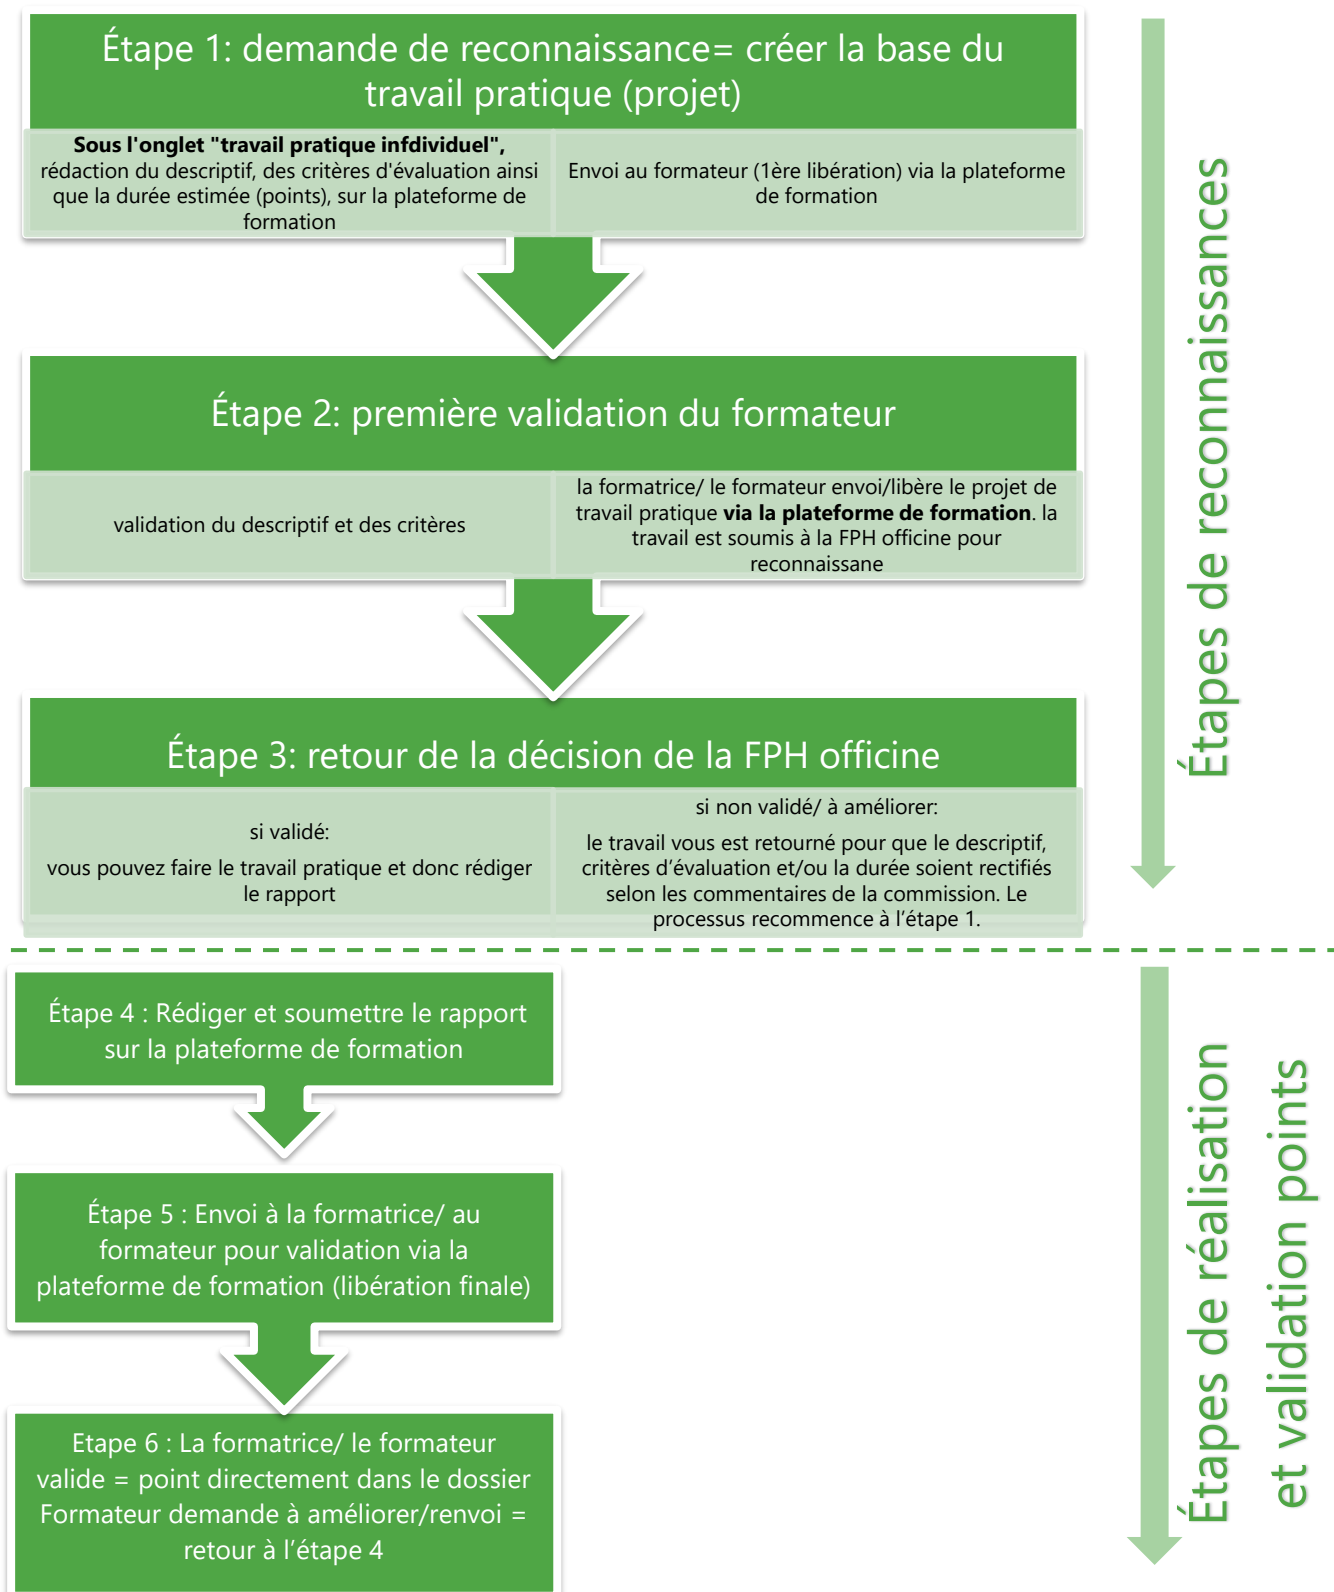 Étape 1: demande de reconnaissance= créer la base du
travail pratique (projet)
Sous l'onglet "travail pratique infdividuel",
rédaction du descriptif, des critères d'évaluation ainsi
que la durée estimée (points), sur la plateforme de
formation
Envoi au formateur (1ère libération) via la plateforme
de formation
Étape 2: première validation du formateur
validation du descriptif et des critères
la formatrice/ le formateur envoi/libère le projet de
travail pratique via la plateforme de formation. la
travail est soumis à la FPH officine pour
reconnaissane
Étape 3: retour de la décision de la FPH officine
si validé:
vous pouvez faire le travail pratique et donc rédiger
le rapport
si non validé/ à améliorer:
le travail vous est retourné pour que le descriptif,
critères d’évaluation et/ou la durée soient rectifiés
selon les commentaires de la commission. Le
processus recommence à l’étape 1.
Étapes de reconnaissances
Étape 4 : Rédiger et soumettre le rapport
sur la plateforme de formation
Étape 5 : Envoi à la formatrice/ au
formateur pour validation via la
plateforme de formation (libération finale)
Etape 6 : La formatrice/ le formateur
valide = point directement dans le dossier
Formateur demande à améliorer/renvoi =
retour à l’étape 4
Étapes de réalisation
et validation points